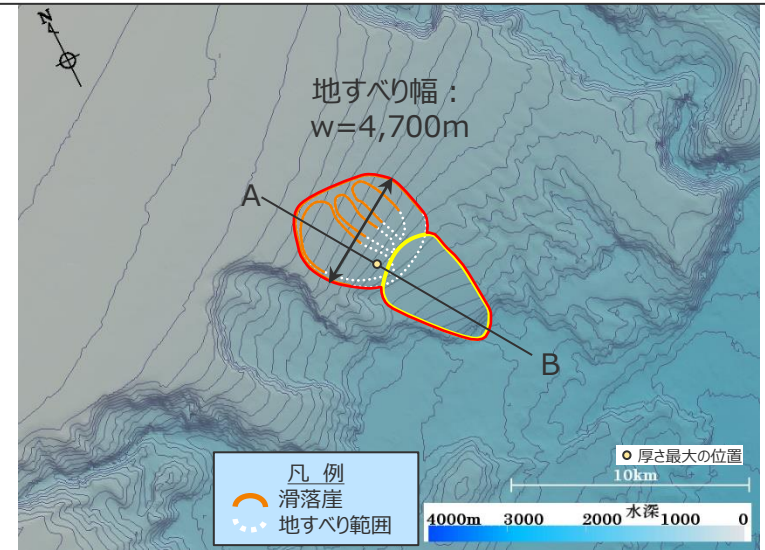 N
地すべり幅：
w=4,700m
A
B
厚さ最大の位置
10km
凡 例
滑落崖
地すべり範囲
水深
4000m 3000 2000 1000 0